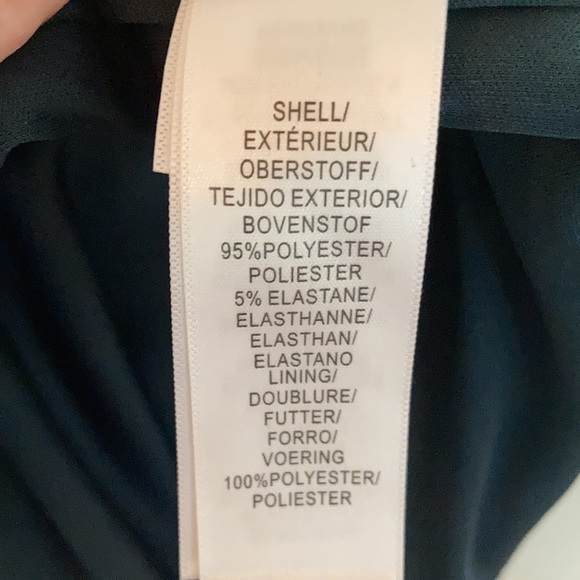 SHELL/
EXTÉRIEUR/
OBERSTOFF/
TEJIDO EXTERIOR/
BOVENSTOF
95%POLYESTER/
POLIESTER
5% ELASTANE/
ELASTHANNE/
ELASTHAN/
ELASTANO
LINING/
DOUBLURE/
FUTTER/
FORRO/
VOERING
100%POLYESTER/
POLIESTER